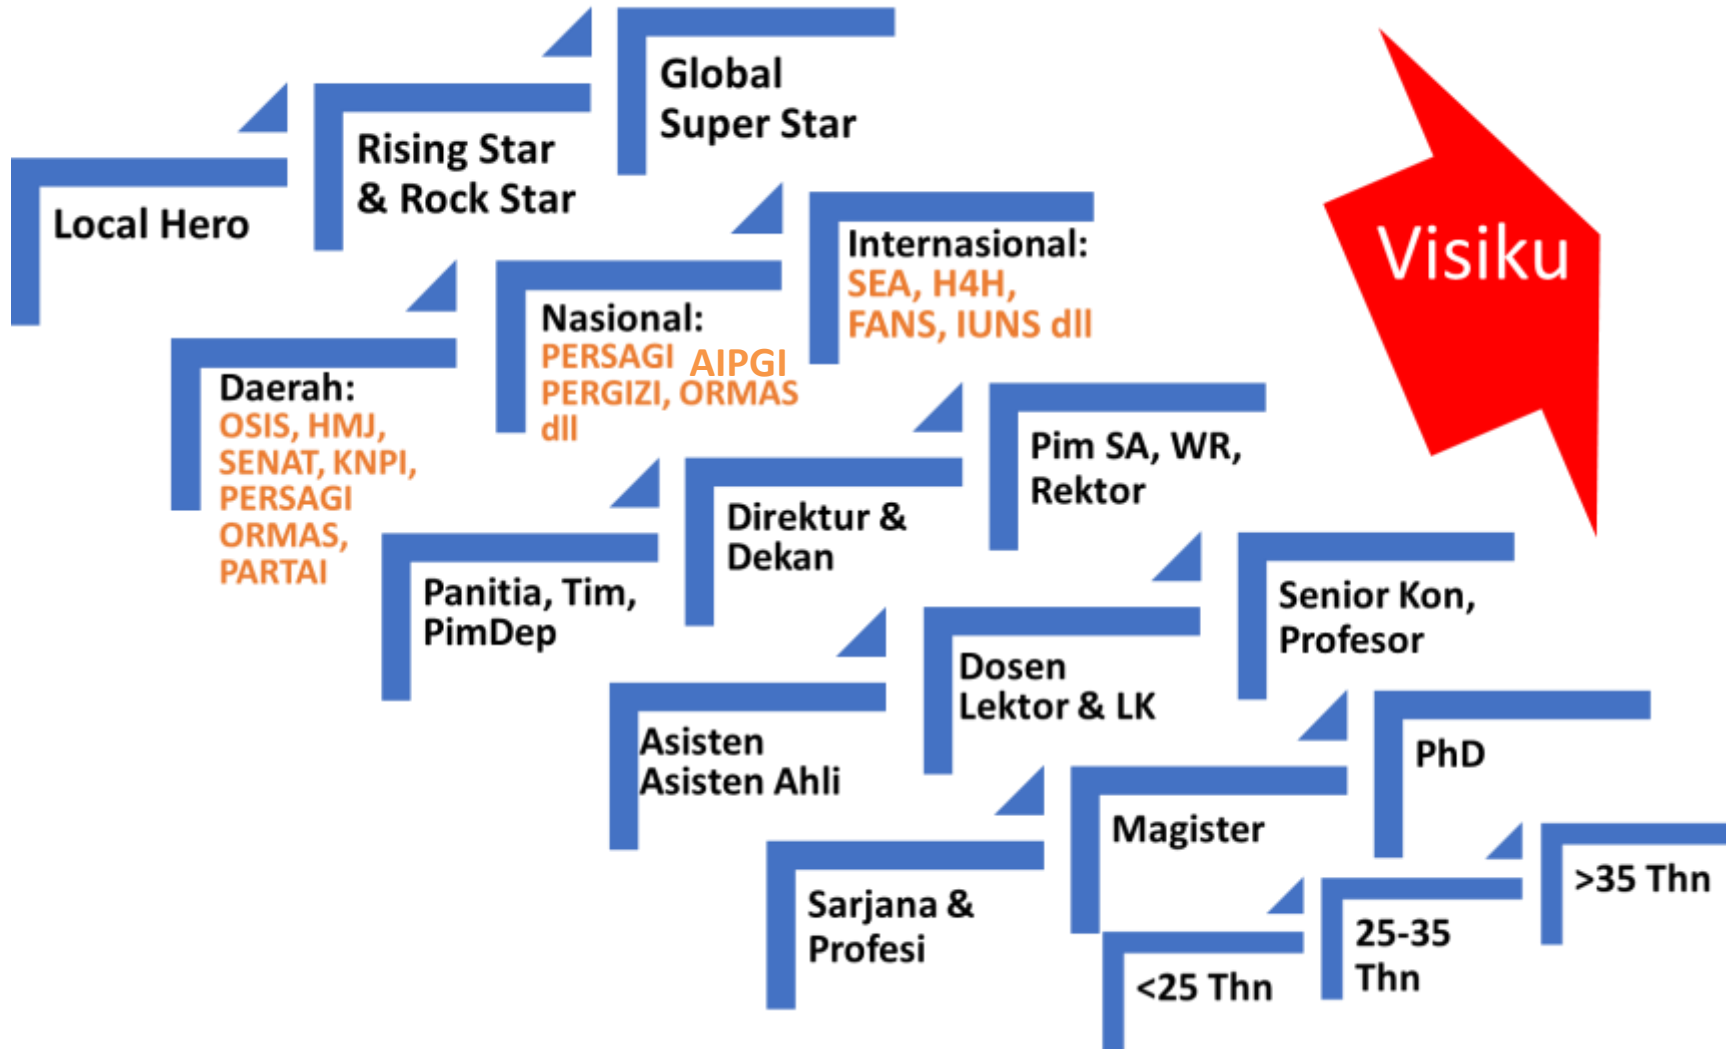 Global
Super Star
Rising Star
& Rock Star
Local Hero
Visiku
Internasional:
SEA, H4H,
FANS, IUNS dll
Nasional:
PERSAGI AIPGI
PERGIZI, ORMAS
dll
Daerah:
OSIS, HMJ,
SENAT, KNPI,
PERSAGI
ORMAS,
PARTAI
Pim SA, WR,
Rektor
Direktur &
Dekan
Panitia, Tim,
PimDep
Senior Kon,
Profesor
Dosen
Lektor & LK
Asisten
Asisten Ahli
PhD
Magister
Sarjana &
Profesi
>35 Thn
25-35
Thn
<25 Thn